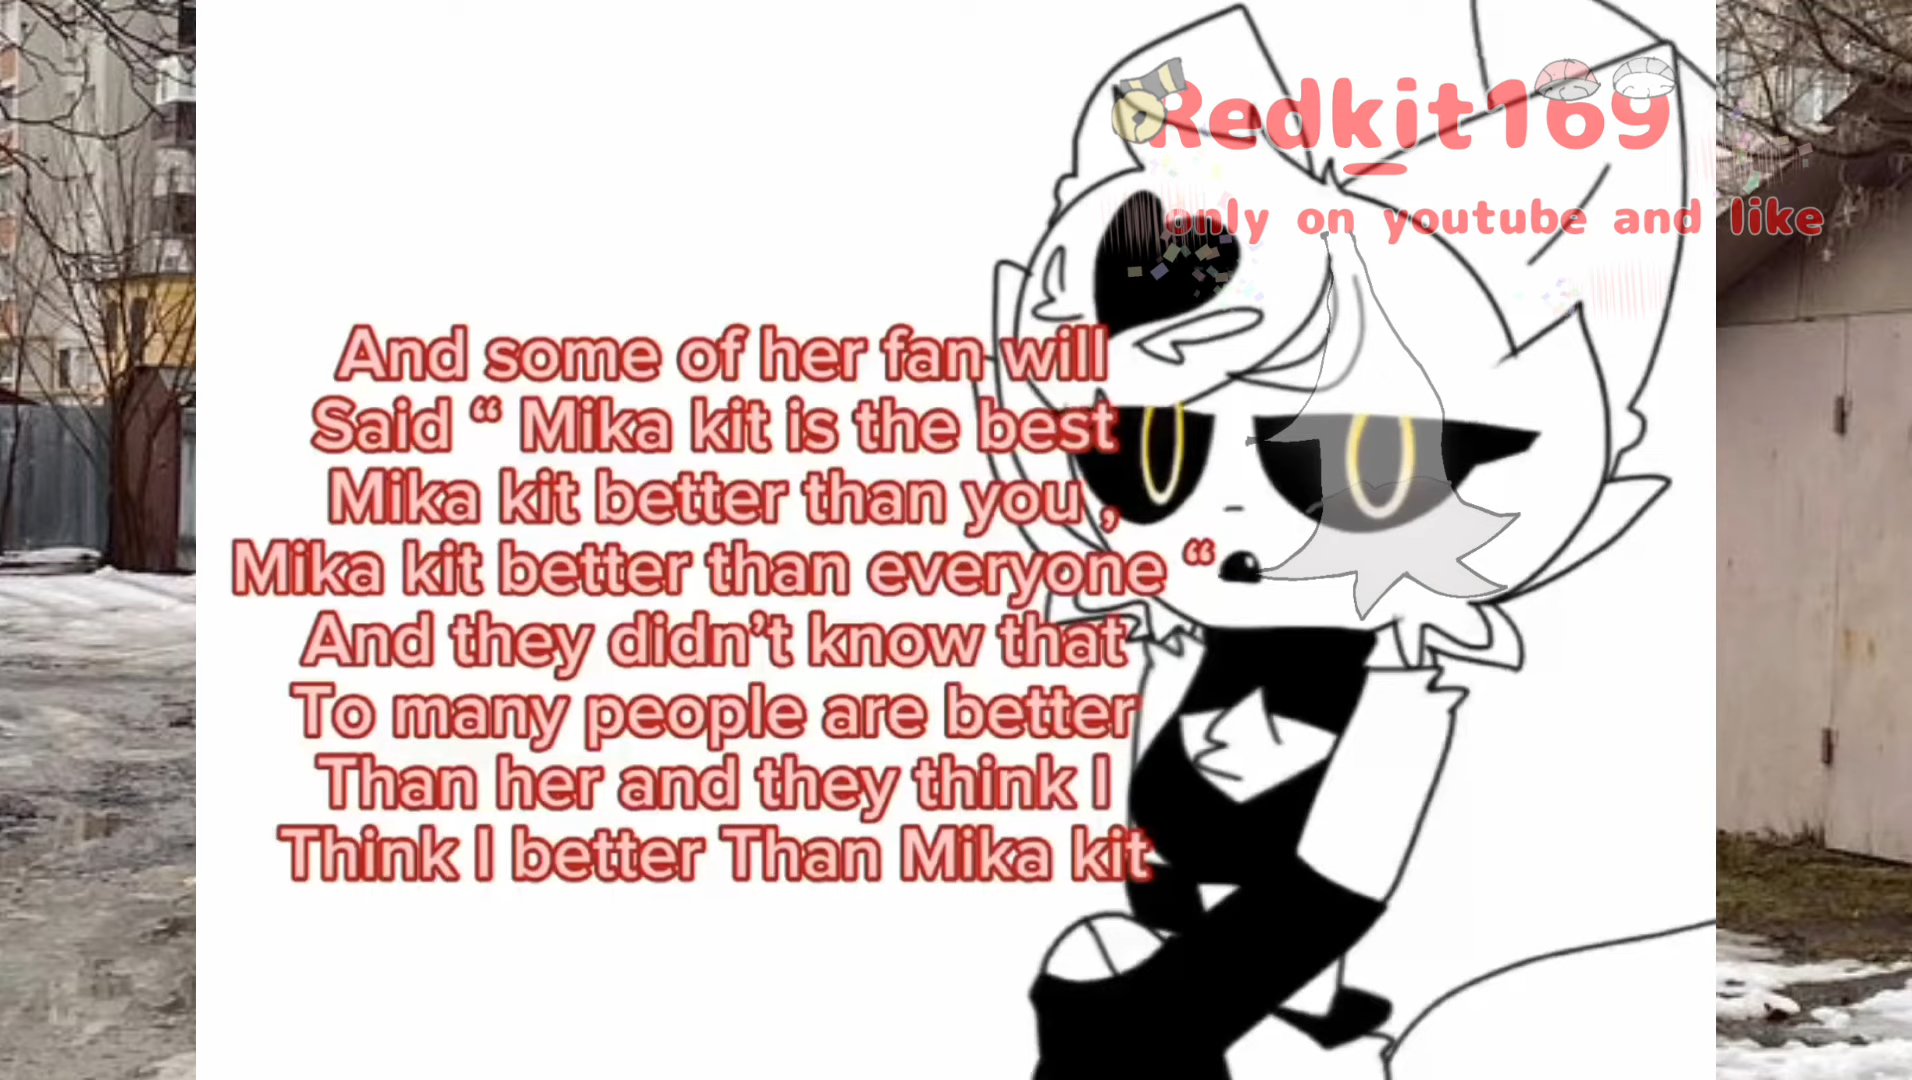 Redkit169
only on youtube and like
And some of her fan will
Said “ Mika kit is the best
Mika kit better than you ,
Mika kit better than everyone “
And they didn’t know that
To many people are better
Than her and they think I
Think I better Than Mika kit